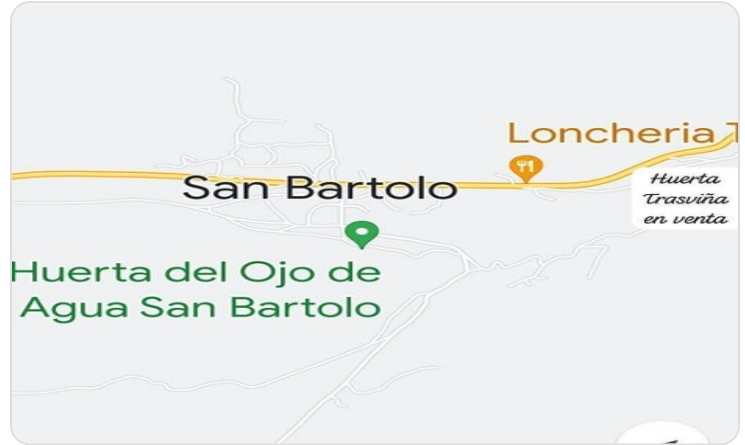 Loncheria
San Bartolo
Huerta
Trasviña
en venta
Huerta del Ojo de
Agua San Bartolo